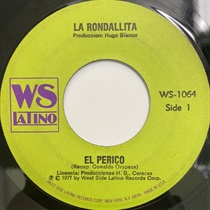 LA RONDALLITA
Produccion: Hugo Blanco
WS
LATINO
WS-1064
Side 1
EL PERICO
(Recop: Oswaldo Oropeza)
Licencia: Producciones H. B., Caracas
© 1977 by West Side Latino Records Corp.